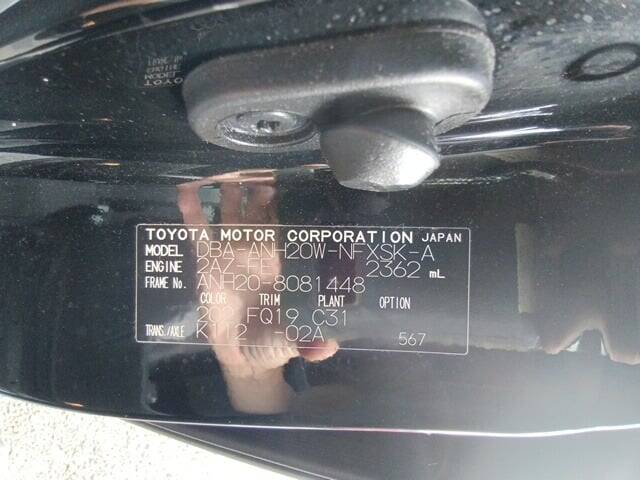 TOYOTA MOTOR CORPORATION JAPAN
MODEL DBA-ANH20W-NFXSK-A
ENGINE 2AZ-FE 2362 mL
FRAME No. ANH20-8081448
COLOR TRIM PLANT OPTION
202 FQ19 C31
TRANS./AXLE K112 -02A
567